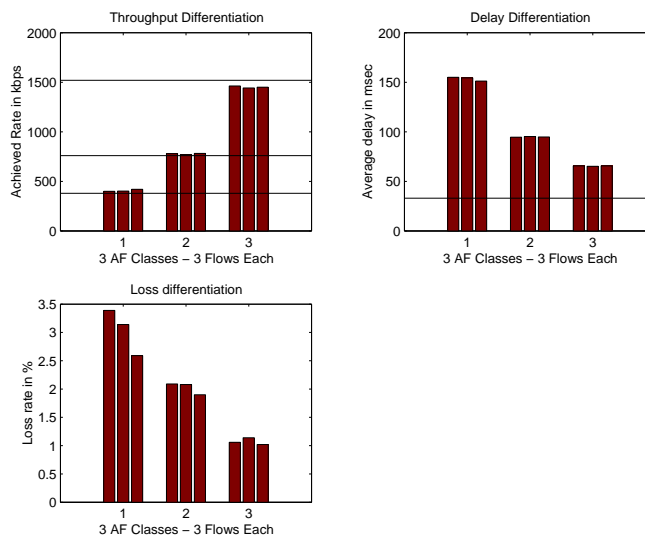 Throughput Differentiation
2000
1500
1000
500
0
Achieved Rate in kbps
1 2 3
3 AF Classes − 3 Flows Each
Delay Differentiation
200
150
100
50
0
Average delay in msec
1 2 3
3 AF Classes − 3 Flows Each
Loss differentiation
3.5
3
2.5
2
1.5
1
0.5
0
Loss rate in %
1 2 3
3 AF Classes − 3 Flows Each